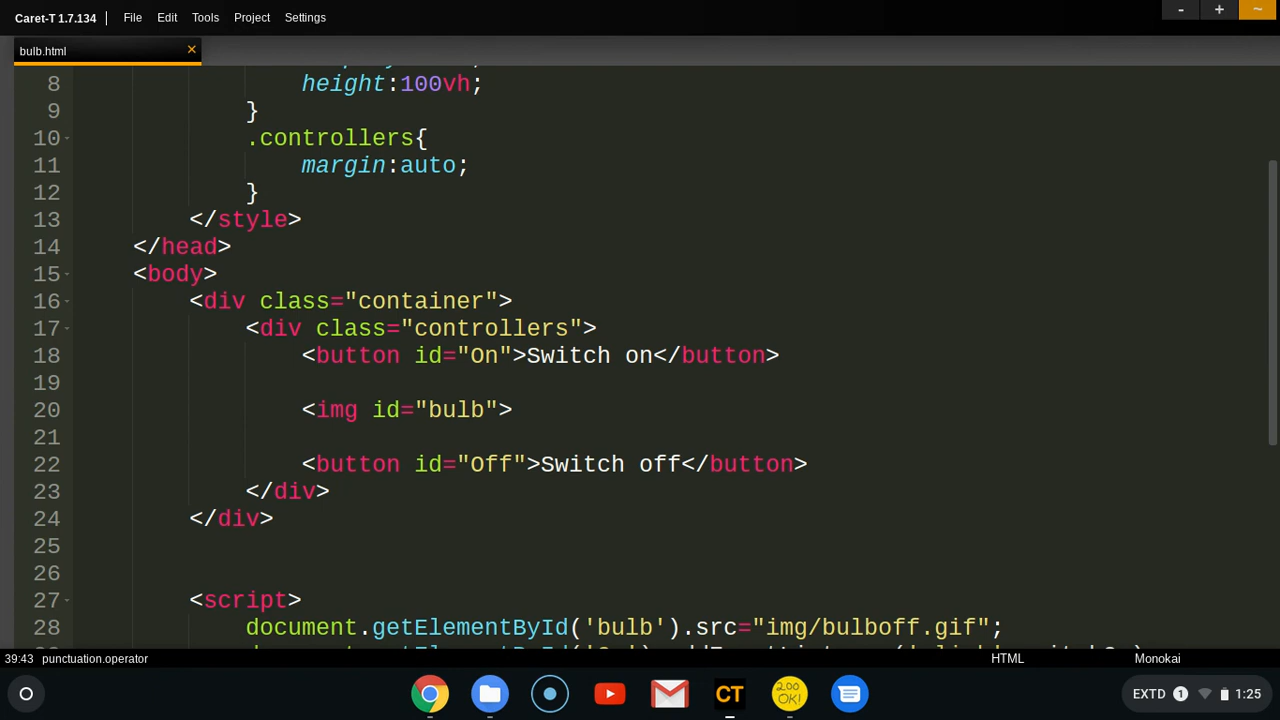 Caret-T 1.7.134 File Edit Tools Project Settings
bulb.html
8 height:100vh;
9 }
10 .controllers{
11 margin:auto;
12 }
13 </style>
14 </head>
15 <body>
16 <div class="container">
17 <div class="controllers">
18 <button id="On">Switch on</button>
19
20 <img id="bulb">
21
22 <button id="Off">Switch off</button>
23 </div>
24 </div>
25
26
27 <script>
28 document.getElementById('bulb').src="img/bulboff.gif";
39:43 punctuation.operator HTML Monokai
CT 200 OK! EXTD 1 1:25